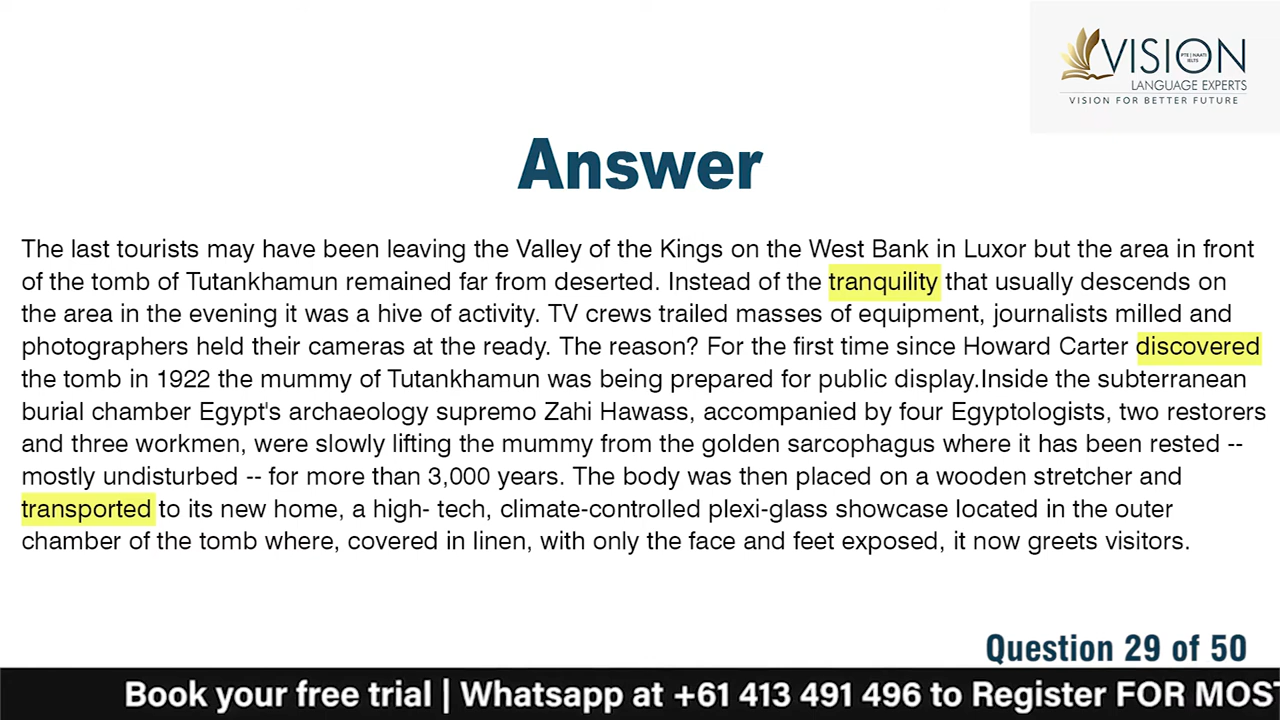 VISION
PTE | NAATI
IELTS
LANGUAGE EXPERTS
VISION FOR BETTER FUTURE
Answer
The last tourists may have been leaving the Valley of the Kings on the West Bank in Luxor but the area in front
of the tomb of Tutankhamun remained far from deserted. Instead of the tranquility that usually descends on
the area in the evening it was a hive of activity. TV crews trailed masses of equipment, journalists milled and
photographers held their cameras at the ready. The reason? For the first time since Howard Carter discovered
the tomb in 1922 the mummy of Tutankhamun was being prepared for public display.Inside the subterranean
burial chamber Egypt's archaeology supremo Zahi Hawass, accompanied by four Egyptologists, two restorers
and three workmen, were slowly lifting the mummy from the golden sarcophagus where it has been rested --
mostly undisturbed -- for more than 3,000 years. The body was then placed on a wooden stretcher and
transported to its new home, a high- tech, climate-controlled plexi-glass showcase located in the outer
chamber of the tomb where, covered in linen, with only the face and feet exposed, it now greets visitors.
Question 29 of 50
Book your free trial | Whatsapp at +61 413 491 496 to Register FOR MOST